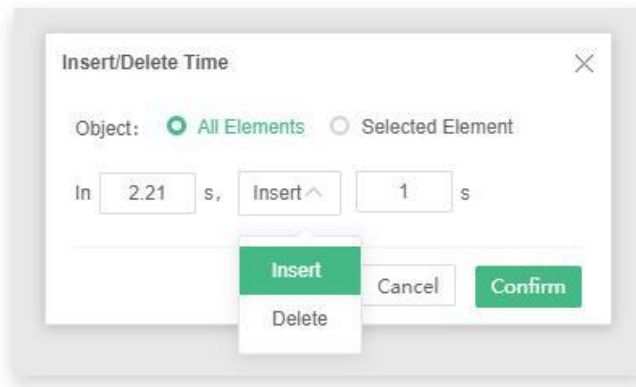 Insert/Delete Time
Object: All Elements Selected Element
In 2.21 s, Insert 1 s
Insert
Cancel Confirm
Delete